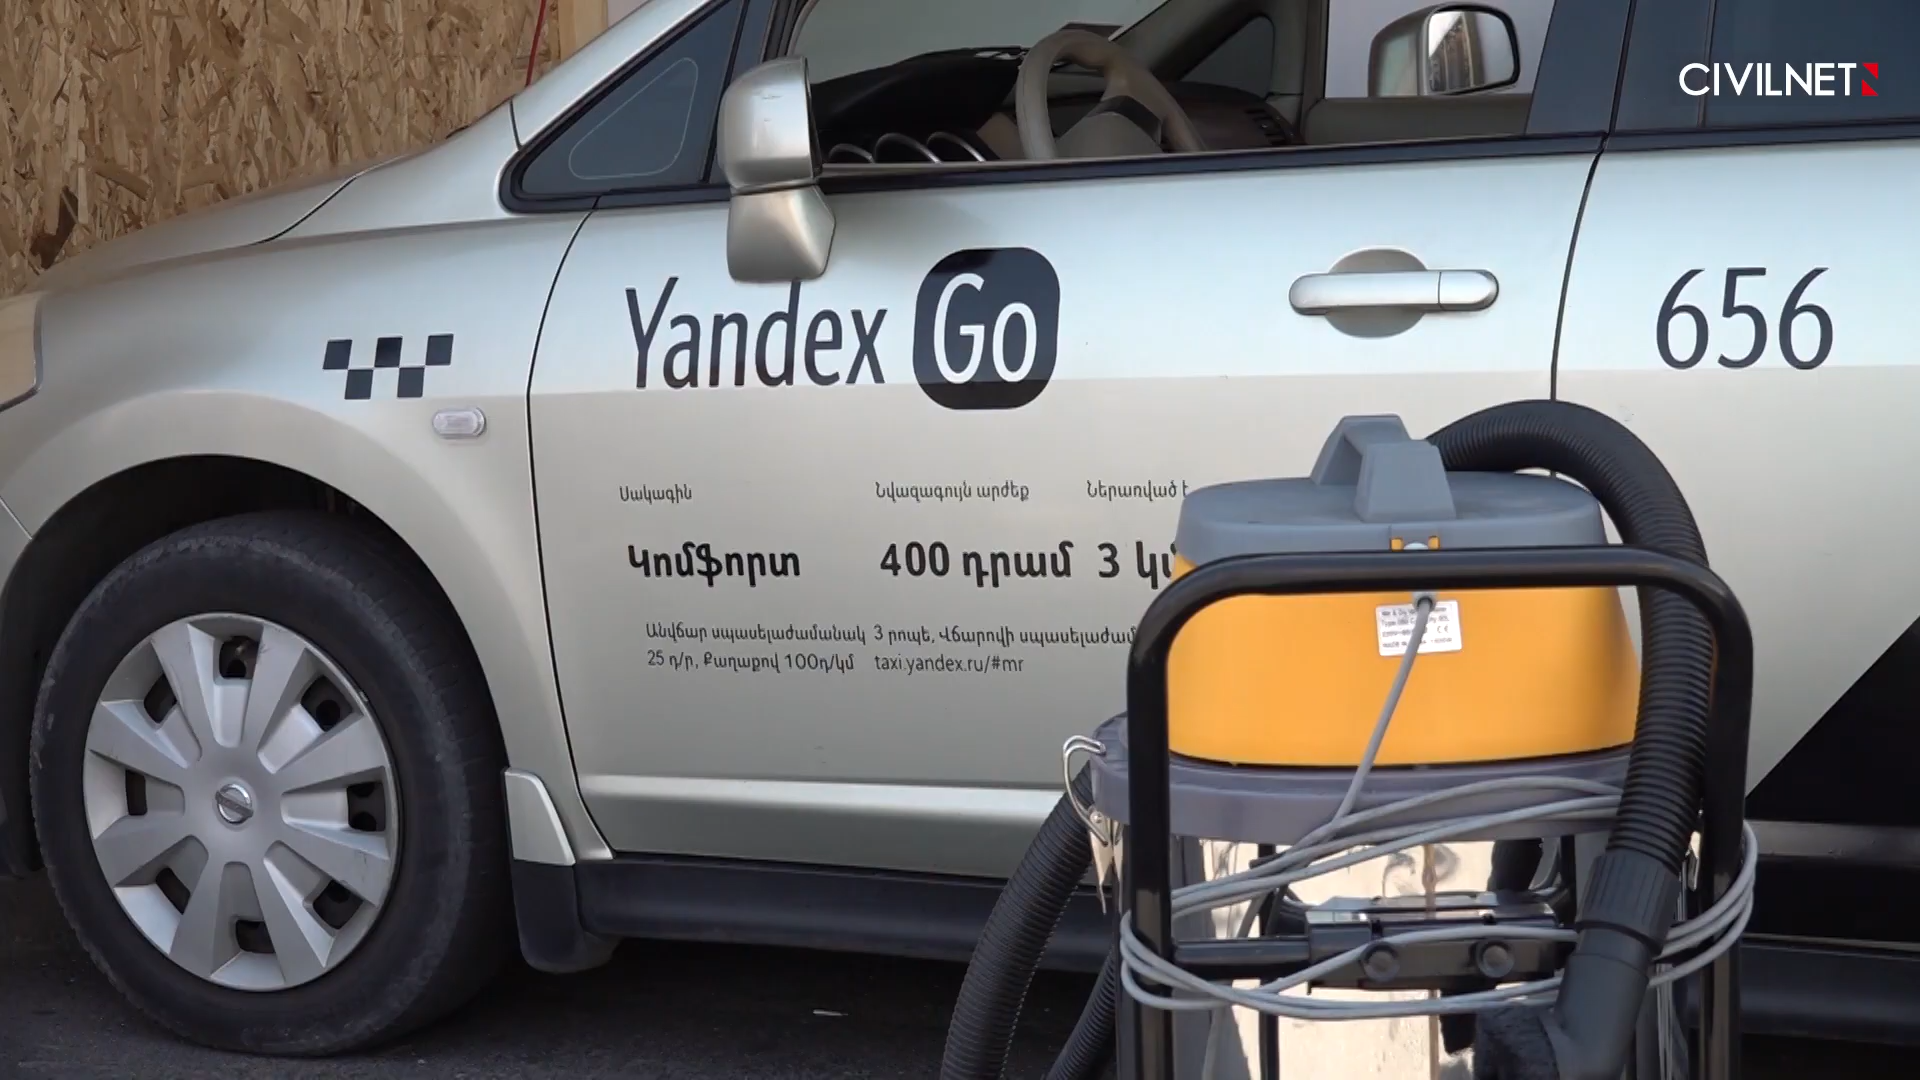 CIVILNET
Yandex Go
656
Սակագին
Նվազագույն արժեք
Ներառված է
Կոմֆորտ
400 դրամ
3 կմ
Անվճար սպասելաժամանակ 3 րոպե, Վճարովի
25 դ/ր, Քաղաքով 100դ/կմ taxi.yandex.ru/#mr